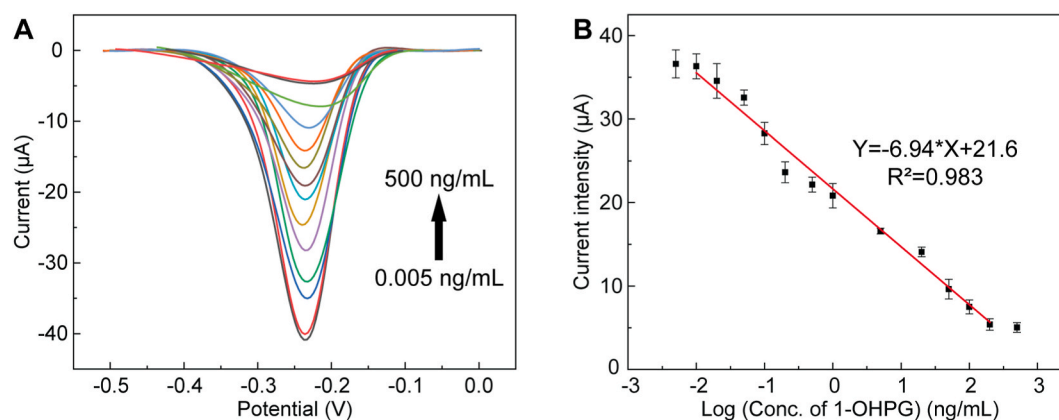 A
Current (μA)
0
-10
-20
-30
-40
500 ng/mL
0.005 ng/mL
-0.5
-0.4
-0.3
-0.2
-0.1
0.0
Potential (V)
B
Current intensity (μA)
40
30
20
10
0
Y=-6.94*X+21.6
R²=0.983
-3
-2
-1
0
1
2
3
Log (Conc. of 1-OHPG) (ng/mL)